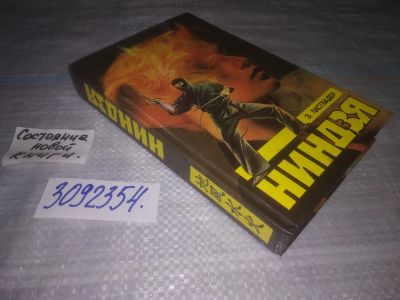 Состояние
новой
книги.
3092354.
Э. ЛАСТБАДЕР
НИНДЗЯ
НИНДЗЯ